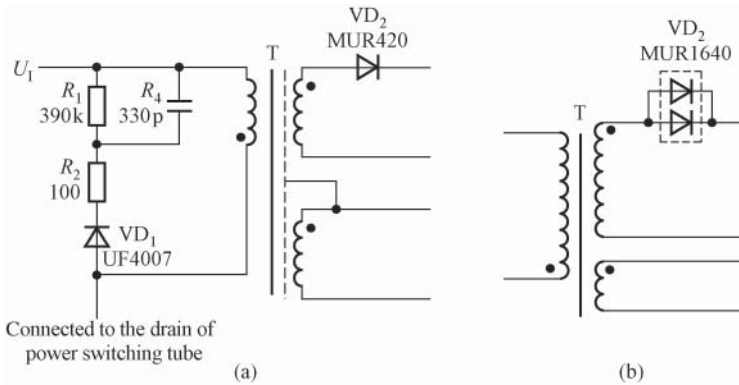 VD₂
MUR420
T
U_I
R₁
390k
R₄
330p
R₂
100
VD₁
UF4007
Connected to the drain of
power switching tube
(a)
VD₂
MUR1640
T
(b)